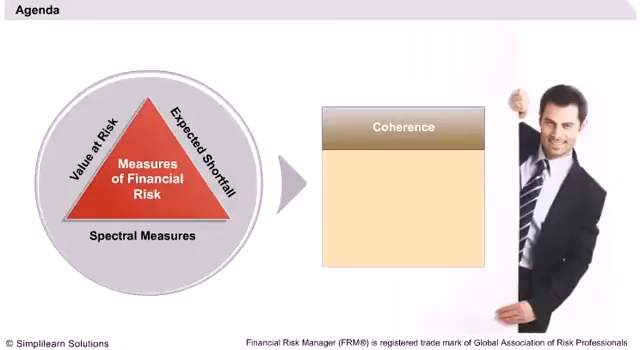 Agenda
Value at Risk
Expected Shortfall
Measures
of Financial
Risk
Spectral Measures
Coherence
© Simplilearn Solutions
Financial Risk Manager (FRM®) is registered trade mark of Global Association of Risk Professionals